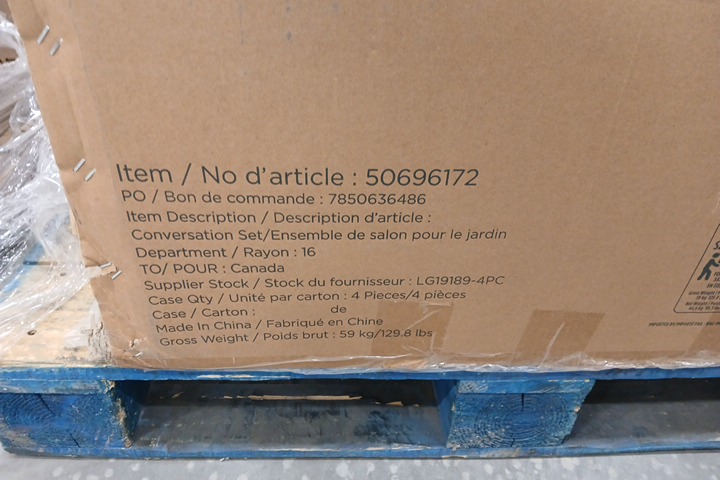 Item / No d'article : 50696172
PO / Bon de commande : 7850636486
Item Description / Description d'article :
Conversation Set/Ensemble de salon pour le jardin
Department / Rayon : 16
TO/ POUR : Canada
Supplier Stock / Stock du fournisseur : LG19189-4PC
Case Qty / Unité par carton : 4 Pieces/4 pièces
Case / Carton : de
Made In China / Fabriqué en Chine
Gross Weight / Poids brut : 59 kg/129.8 lbs